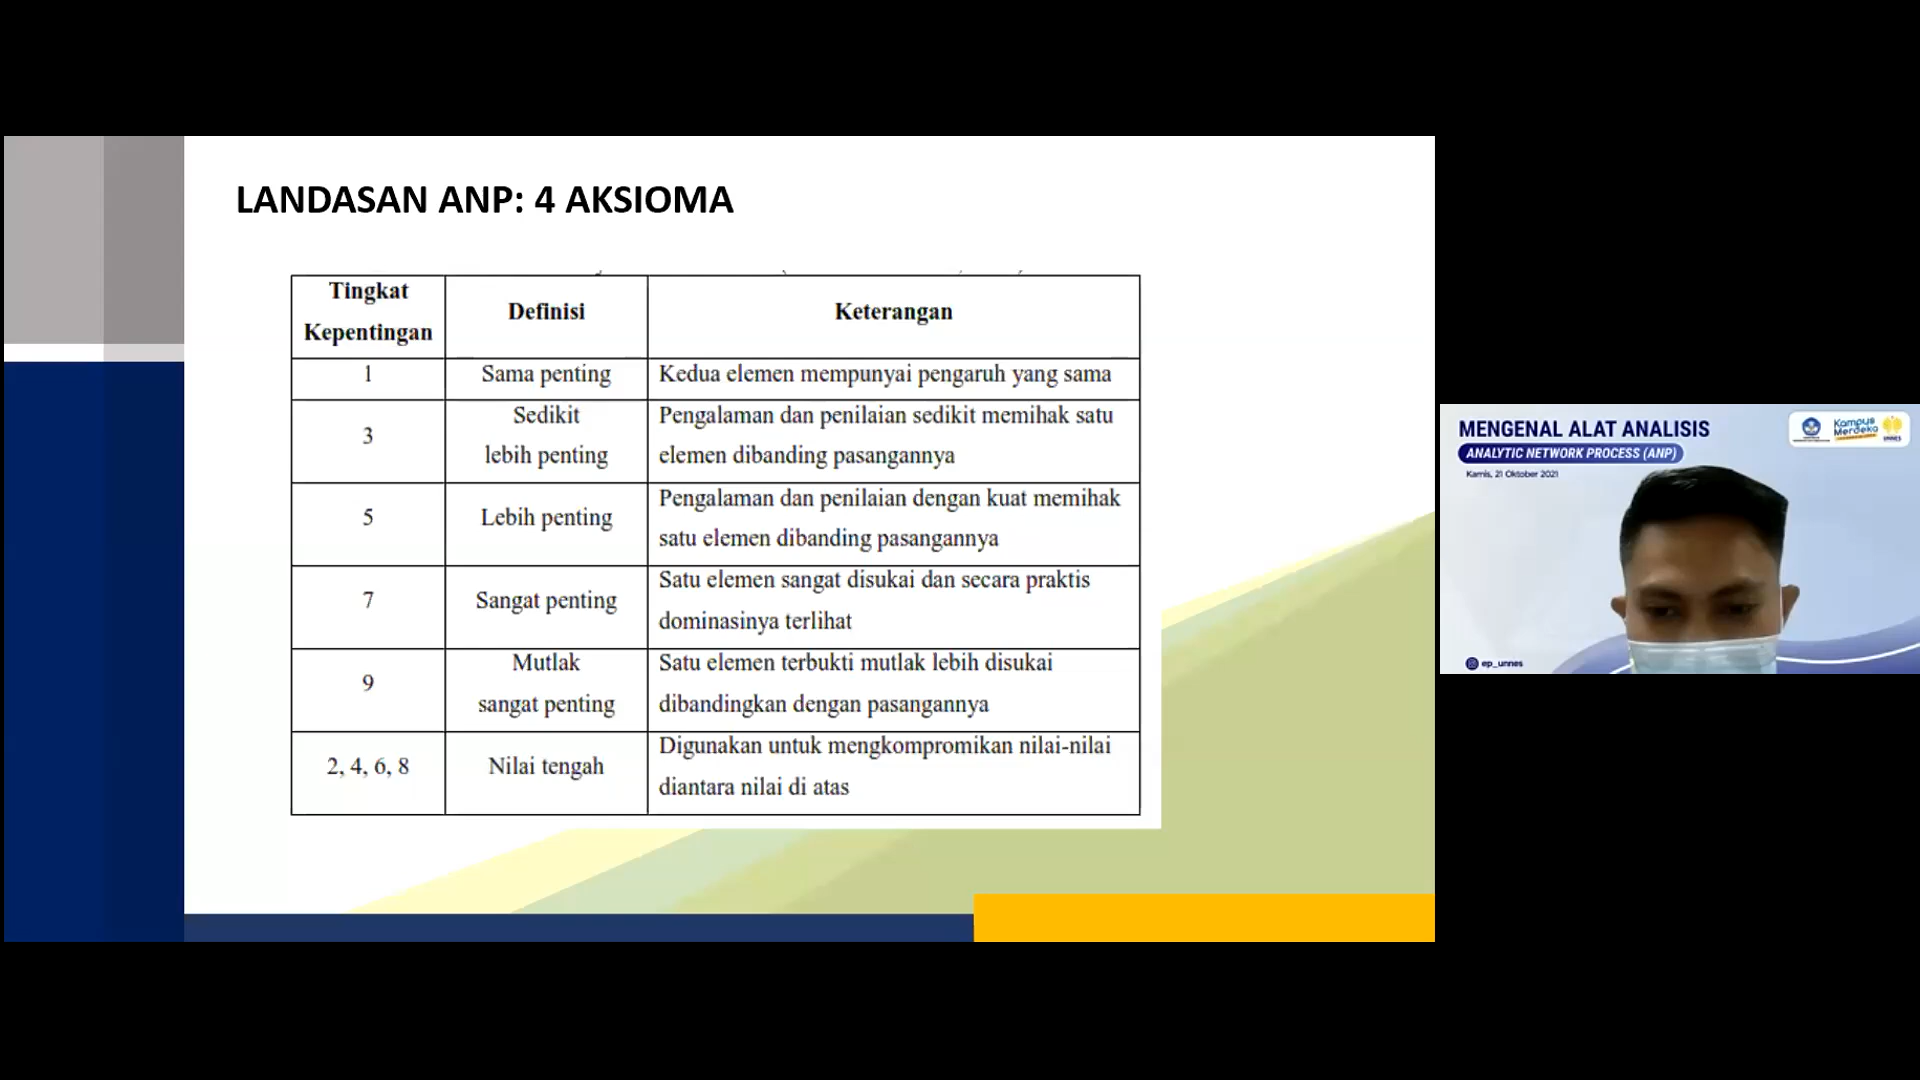 LANDASAN ANP: 4 AKSIOMA
Tingkat
Kepentingan
Definisi
Keterangan
1
Sama penting
Kedua elemen mempunyai pengaruh yang sama
3
Sedikit
lebih penting
Pengalaman dan penilaian sedikit memihak satu
elemen dibanding pasangannya
5
Lebih penting
Pengalaman dan penilaian dengan kuat memihak
satu elemen dibanding pasangannya
7
Sangat penting
Satu elemen sangat disukai dan secara praktis
dominasinya terlihat
9
Mutlak
sangat penting
Satu elemen terbukti mutlak lebih disukai
dibandingkan dengan pasangannya
2, 4, 6, 8
Nilai tengah
Digunakan untuk mengkompromikan nilai-nilai
diantara nilai di atas
MENGENAL ALAT ANALISIS
ANALYTIC NETWORK PROCESS (ANP)
Kamis, 21 Oktober 2021
Kampus
Merdeka
UNNES
ep_unnes